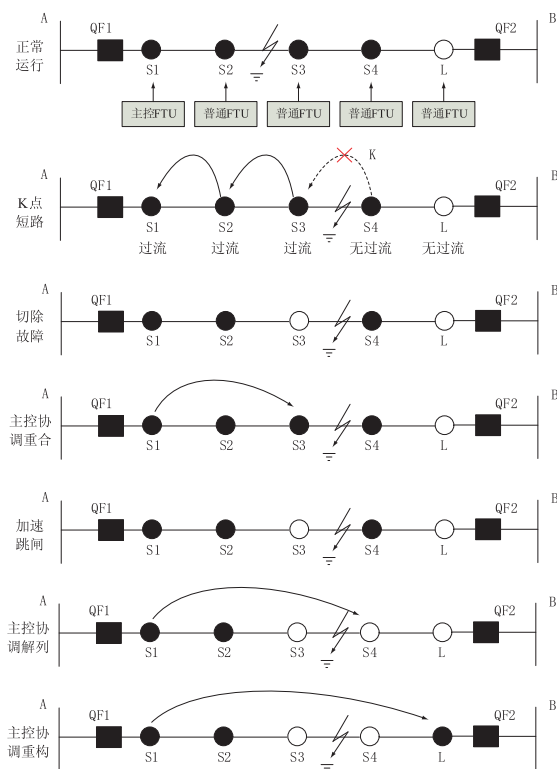 A B
QF1 QF2
正常
运行
S1 S2 S3 S4 L
主控FTU 普通FTU 普通FTU 普通FTU 普通FTU
K
A B
QF1 QF2
K点
短路
S1 S2 S3 S4 L
过流 过流 过流 无过流 无过流
A B
QF1 QF2
切除
故障
S1 S2 S3 S4 L
A B
QF1 QF2
主控协
调重合
S1 S2 S3 S4 L
A B
QF1 QF2
加速
跳闸
S1 S2 S3 S4 L
A B
QF1 QF2
主控协
调解列
S1 S2 S3 S4 L
A B
QF1 QF2
主控协
调重构
S1 S2 S3 S4 L